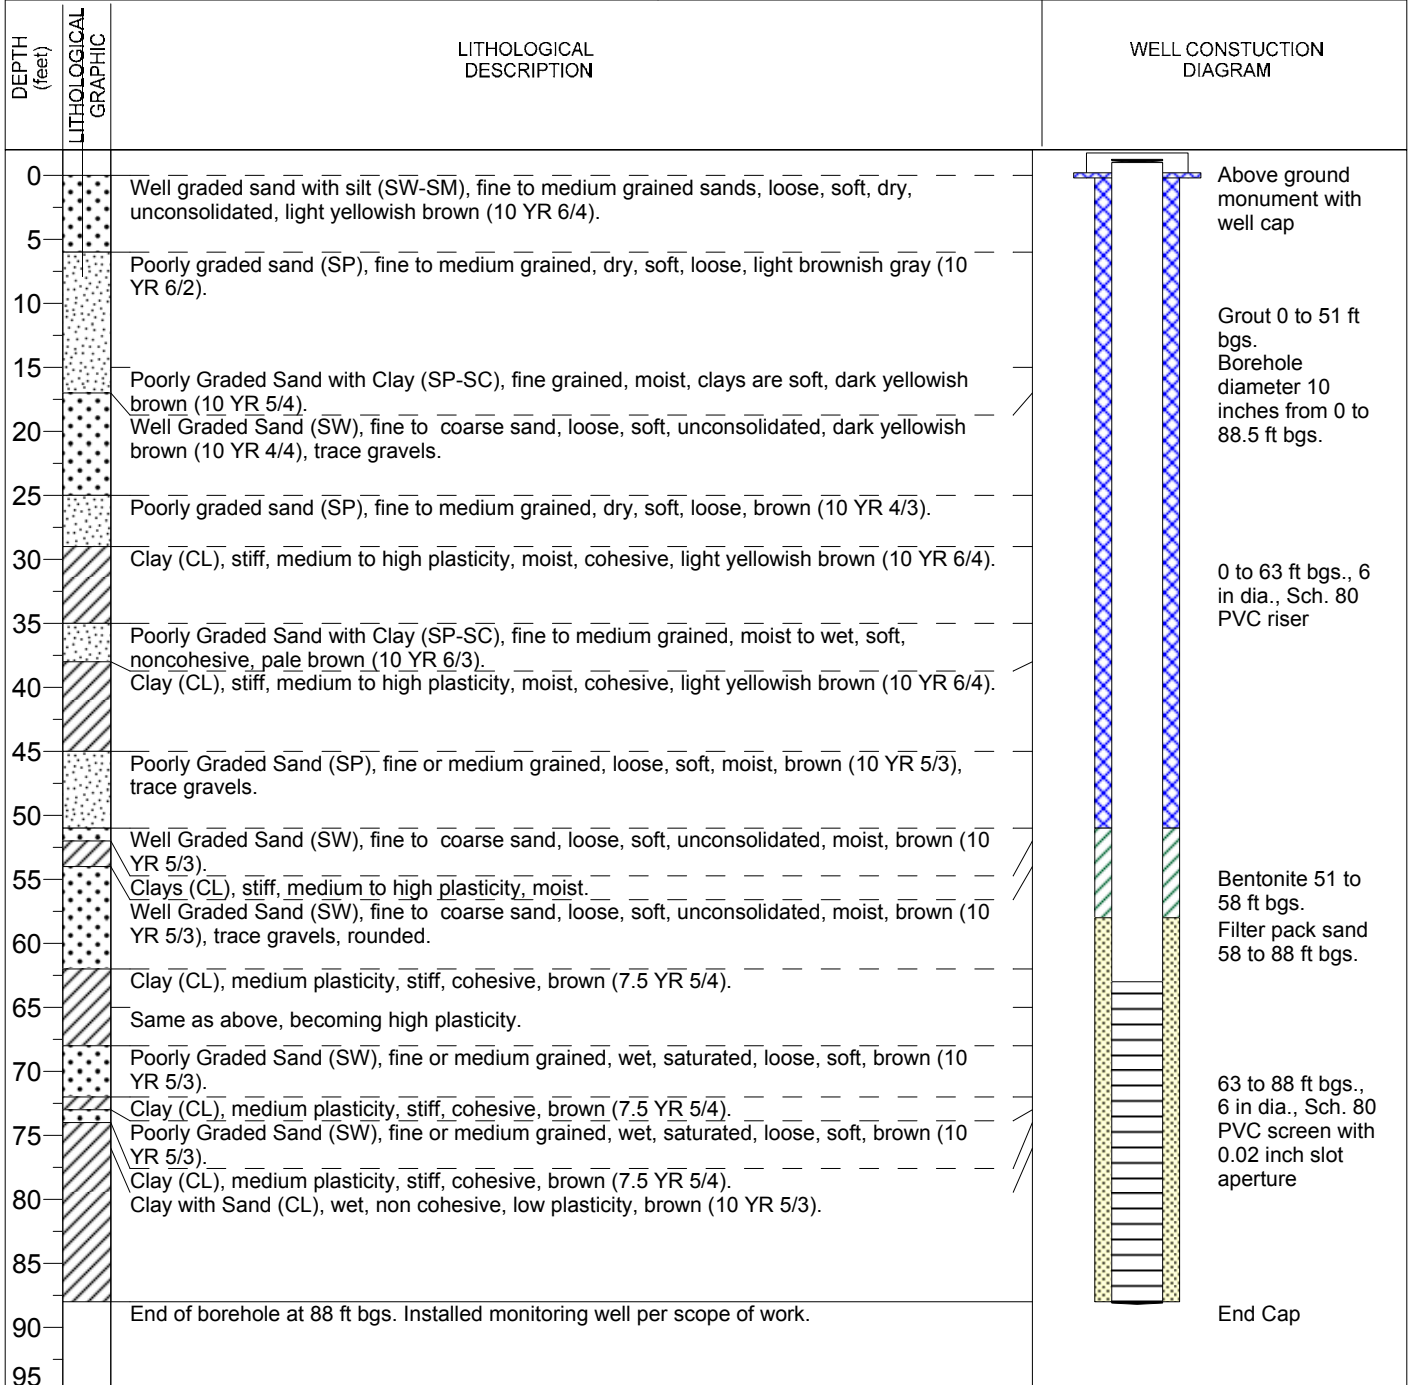 DEPTH
(feet)
LITHOLOGICAL
GRAPHIC
LITHOLOGICAL
DESCRIPTION
WELL CONSTUCTION
DIAGRAM
0
5
10
15
20
25
30
35
40
45
50
55
60
65
70
75
80
85
90
95
Well graded sand with silt (SW-SM), fine to medium grained sands, loose, soft, dry,
unconsolidated, light yellowish brown (10 YR 6/4).
Poorly graded sand (SP), fine to medium grained, dry, soft, loose, light brownish gray (10
YR 6/2).
Poorly Graded Sand with Clay (SP-SC), fine grained, moist, clays are soft, dark yellowish
brown (10 YR 5/4).
Well Graded Sand (SW), fine to coarse sand, loose, soft, unconsolidated, dark yellowish
brown (10 YR 4/4), trace gravels.
Poorly graded sand (SP), fine to medium grained, dry, soft, loose, brown (10 YR 4/3).
Clay (CL), stiff, medium to high plasticity, moist, cohesive, light yellowish brown (10 YR 6/4).
Poorly Graded Sand with Clay (SP-SC), fine to medium grained, moist to wet, soft,
noncohesive, pale brown (10 YR 6/3).
Clay (CL), stiff, medium to high plasticity, moist, cohesive, light yellowish brown (10 YR 6/4).
Poorly Graded Sand (SP), fine or medium grained, loose, soft, moist, brown (10 YR 5/3),
trace gravels.
Well Graded Sand (SW), fine to coarse sand, loose, soft, unconsolidated, moist, brown (10
YR 5/3).
Clays (CL), stiff, medium to high plasticity, moist.
Well Graded Sand (SW), fine to coarse sand, loose, soft, unconsolidated, moist, brown (10
YR 5/3), trace gravels, rounded.
Clay (CL), medium plasticity, stiff, cohesive, brown (7.5 YR 5/4).
Same as above, becoming high plasticity.
Poorly Graded Sand (SW), fine or medium grained, wet, saturated, loose, soft, brown (10
YR 5/3).
Clay (CL), medium plasticity, stiff, cohesive, brown (7.5 YR 5/4).
Poorly Graded Sand (SW), fine or medium grained, wet, saturated, loose, soft, brown (10
YR 5/3).
Clay (CL), medium plasticity, stiff, cohesive, brown (7.5 YR 5/4).
Clay with Sand (CL), wet, non cohesive, low plasticity, brown (10 YR 5/3).
End of borehole at 88 ft bgs. Installed monitoring well per scope of work.
Above ground
monument with
well cap
Grout 0 to 51 ft
bgs.
Borehole
diameter 10
inches from 0 to
88.5 ft bgs.
0 to 63 ft bgs., 6
in dia., Sch. 80
PVC riser
Bentonite 51 to
58 ft bgs.
Filter pack sand
58 to 88 ft bgs.
63 to 88 ft bgs.,
6 in dia., Sch. 80
PVC screen with
0.02 inch slot
aperture
End Cap